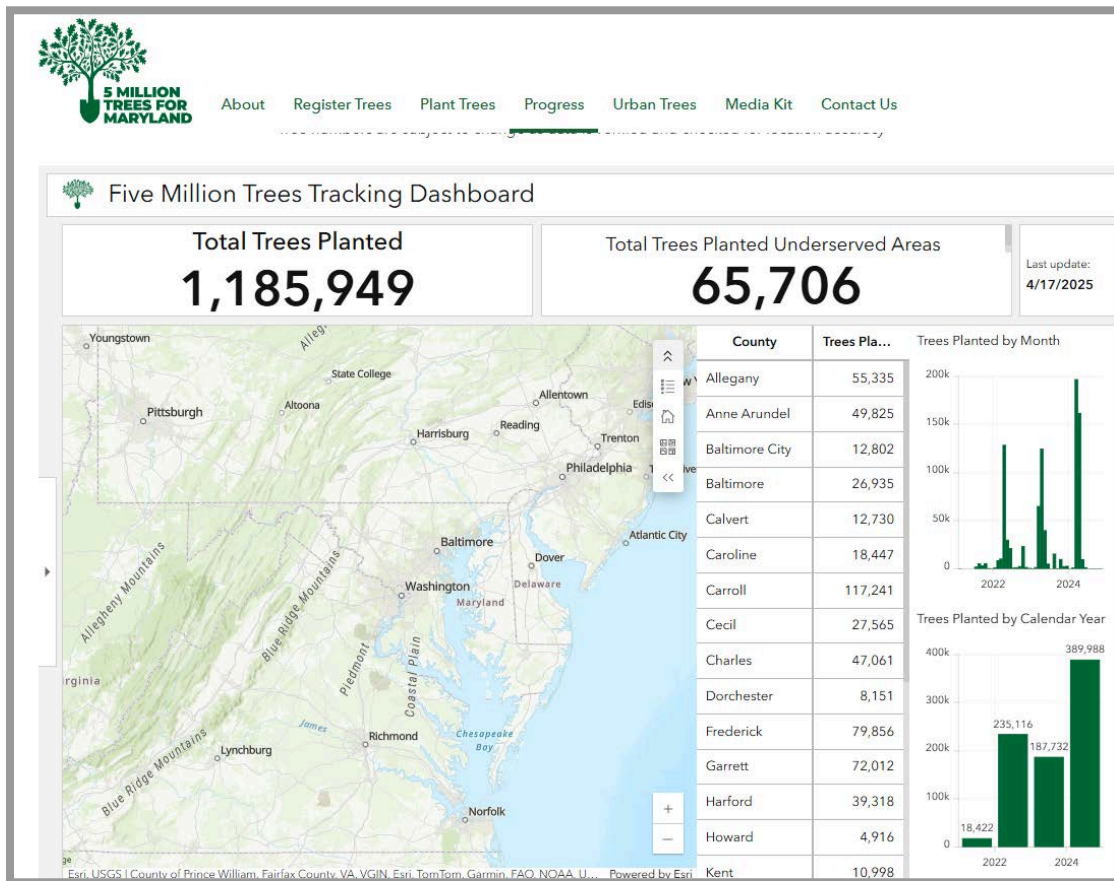 5 MILLION
TREES FOR
MARYLAND
About Register Trees Plant Trees Progress Urban Trees Media Kit Contact Us
Five Million Trees Tracking Dashboard
Total Trees Planted
1,185,949
Total Trees Planted Underserved Areas
65,706
Last update:
4/17/2025
Youngstown
State College
Pittsburgh
Altoona
Allentown
Harrisburg
Reading
Trenton
Philadelphia
Baltimore
Atlantic City
Dover
Washington
Delaware
Maryland
Allegheny Mountains
Blue Ridge Mountains
Piedmont
Coastal Plain
James
Richmond
Chesapeake
Bay
Lynchburg
Blue Ridge Mountains
Norfolk
Esri, USGS | County of Prince William, Fairfax County, VA, VGIN, Esri, TomTom, Garmin, FAO, NOAA, U... Powered by Esri
County Trees Pla...
Allegany 55,335
Anne Arundel 49,825
Baltimore City 12,802
Baltimore 26,935
Calvert 12,730
Caroline 18,447
Carroll 117,241
Cecil 27,565
Charles 47,061
Dorchester 8,151
Frederick 79,856
Garrett 72,012
Harford 39,318
Howard 4,916
Kent 10,998
Trees Planted by Month
200k
150k
100k
50k
0
2022 2024
Trees Planted by Calendar Year
400k
300k
200k
100k
0
18,422
235,116
187,732
389,988
2022 2024